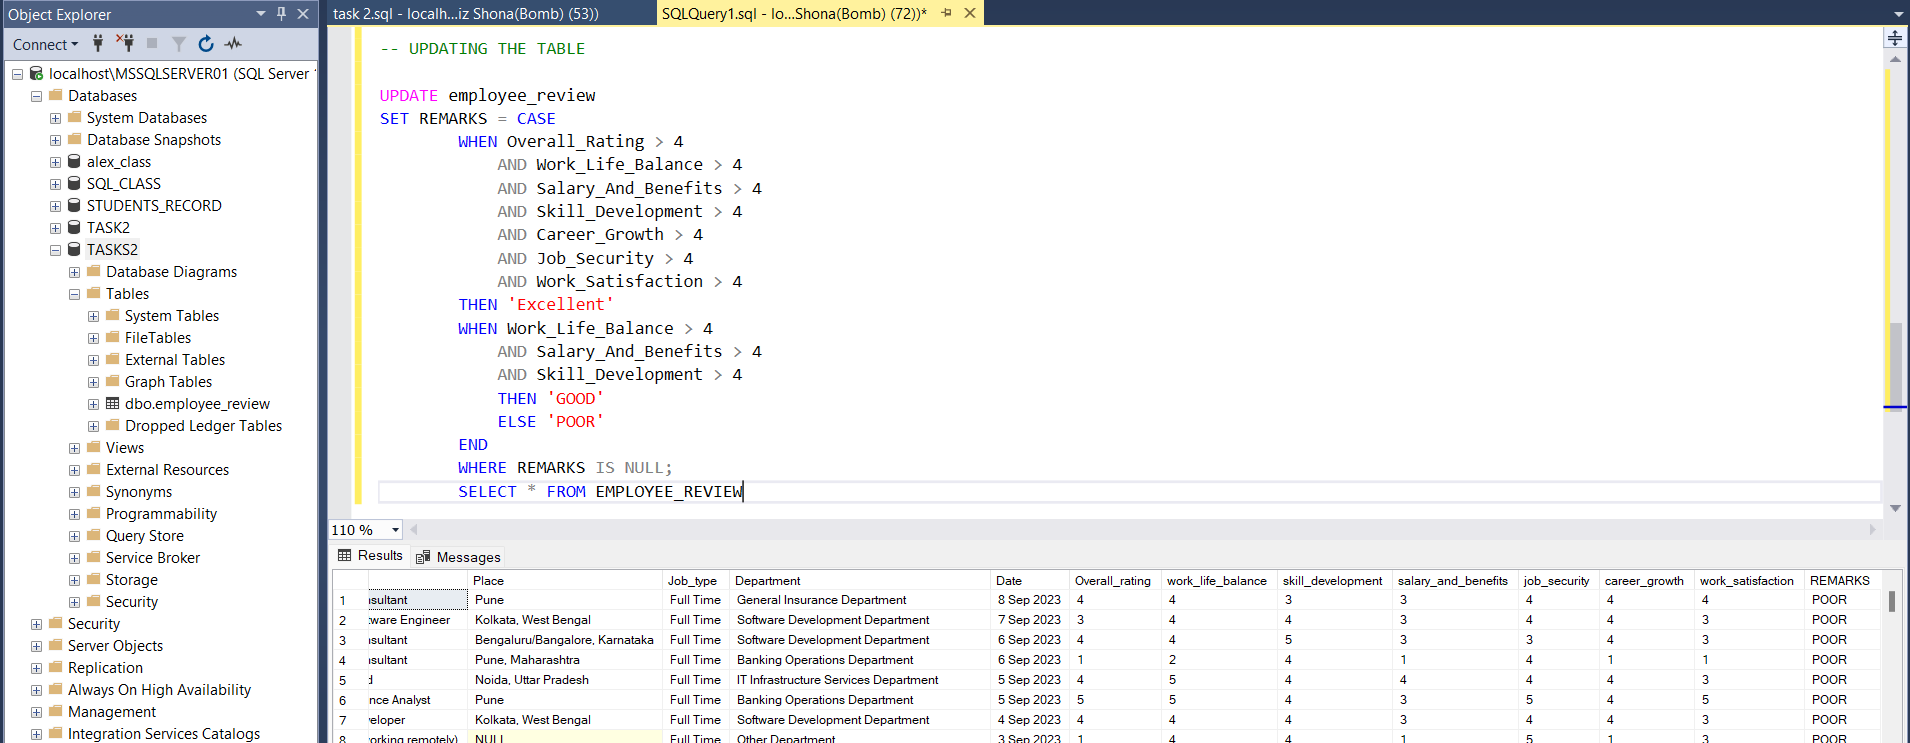 Object Explorer
Connect
localhost\MSSQLSERVER01 (SQL Server
Databases
System Databases
Database Snapshots
alex_class
SQL_CLASS
STUDENTS_RECORD
TASK2
TASKS2
Database Diagrams
Tables
System Tables
FileTables
External Tables
Graph Tables
dbo.employee_review
Dropped Ledger Tables
Views
External Resources
Synonyms
Programmability
Query Store
Service Broker
Storage
Security
Security
Server Objects
Replication
Always On High Availability
Management
Integration Services Catalogs
task 2.sql - localh...iz Shona(Bomb) (53))
SQLQuery1.sql - lo...Shona(Bomb) (72))*
-- UPDATING THE TABLE
UPDATE employee_review
SET REMARKS = CASE
WHEN Overall_Rating > 4
AND Work_Life_Balance > 4
AND Salary_And_Benefits > 4
AND Skill_Development > 4
AND Career_Growth > 4
AND Job_Security > 4
AND Work_Satisfaction > 4
THEN 'Excellent'
WHEN Work_Life_Balance > 4
AND Salary_And_Benefits > 4
AND Skill_Development > 4
THEN 'GOOD'
ELSE 'POOR'
END
WHERE REMARKS IS NULL;
SELECT * FROM EMPLOYEE_REVIEW
110 %
Results Messages
Place Job_type Department Date Overall_rating work_life_balance skill_development salary_and_benefits job_security career_growth work_satisfaction REMARKS
1 nsultant Pune Full Time General Insurance Department 8 Sep 2023 4 4 3 3 4 4 4 POOR
2 tware Engineer Kolkata, West Bengal Full Time Software Development Department 7 Sep 2023 3 4 4 3 4 4 3 POOR
3 nsultant Bengaluru/Bangalore, Karnataka Full Time Software Development Department 6 Sep 2023 4 4 5 3 3 4 3 POOR
4 nsultant Pune, Maharashtra Full Time Banking Operations Department 6 Sep 2023 1 2 4 1 4 1 1 POOR
5 d Noida, Uttar Pradesh Full Time IT Infrastructure Services Department 5 Sep 2023 4 5 4 4 4 4 3 POOR
6 nce Analyst Pune Full Time Banking Operations Department 5 Sep 2023 5 5 4 3 5 4 5 POOR
7 veloper Kolkata, West Bengal Full Time Software Development Department 4 Sep 2023 4 4 4 3 4 4 3 POOR
8 vorking remotely) NULL Full Time Other Department 3 Sep 2023 1 4 4 1 5 1 3 POOR